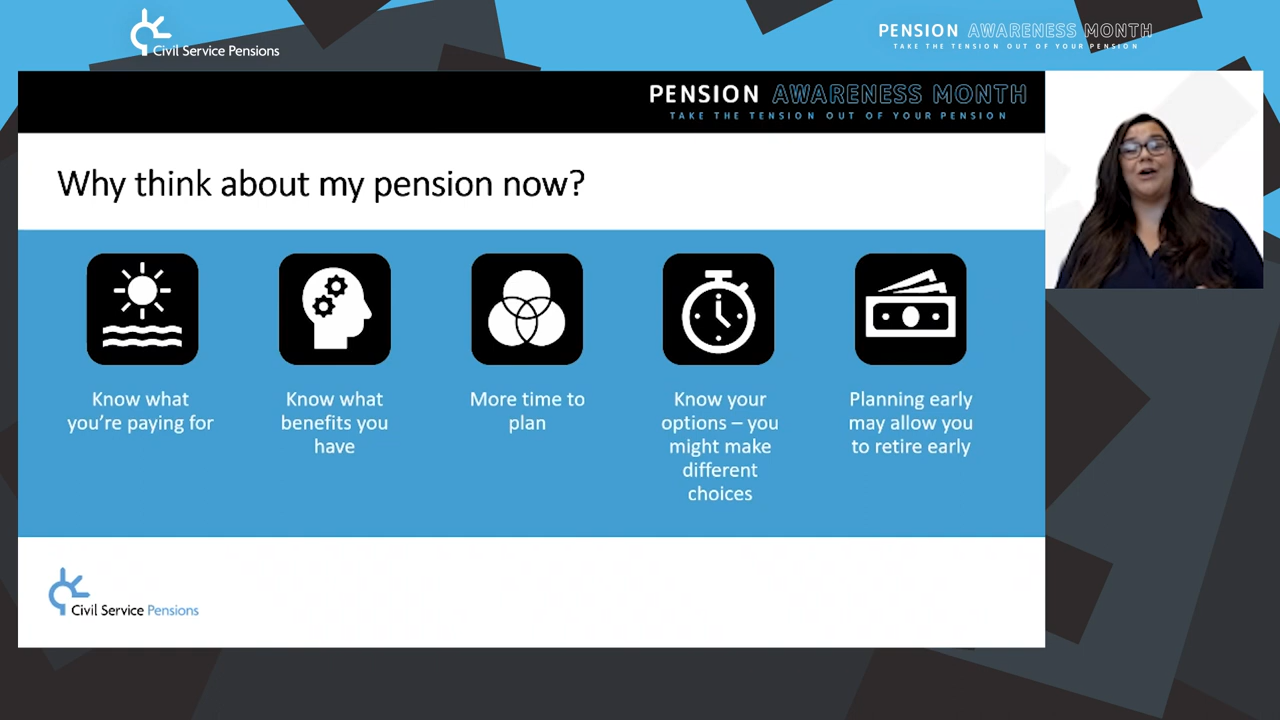 Civil Service Pensions
PENSION AWARENESS MONTH
TAKE THE TENSION OUT OF YOUR PENSION
PENSION AWARENESS MONTH
TAKE THE TENSION OUT OF YOUR PENSION
Why think about my pension now?
Know what
you’re paying for
Know what
benefits you
have
More time to
plan
Know your
options – you
might make
different
choices
Planning early
may allow you
to retire early
Civil Service Pensions